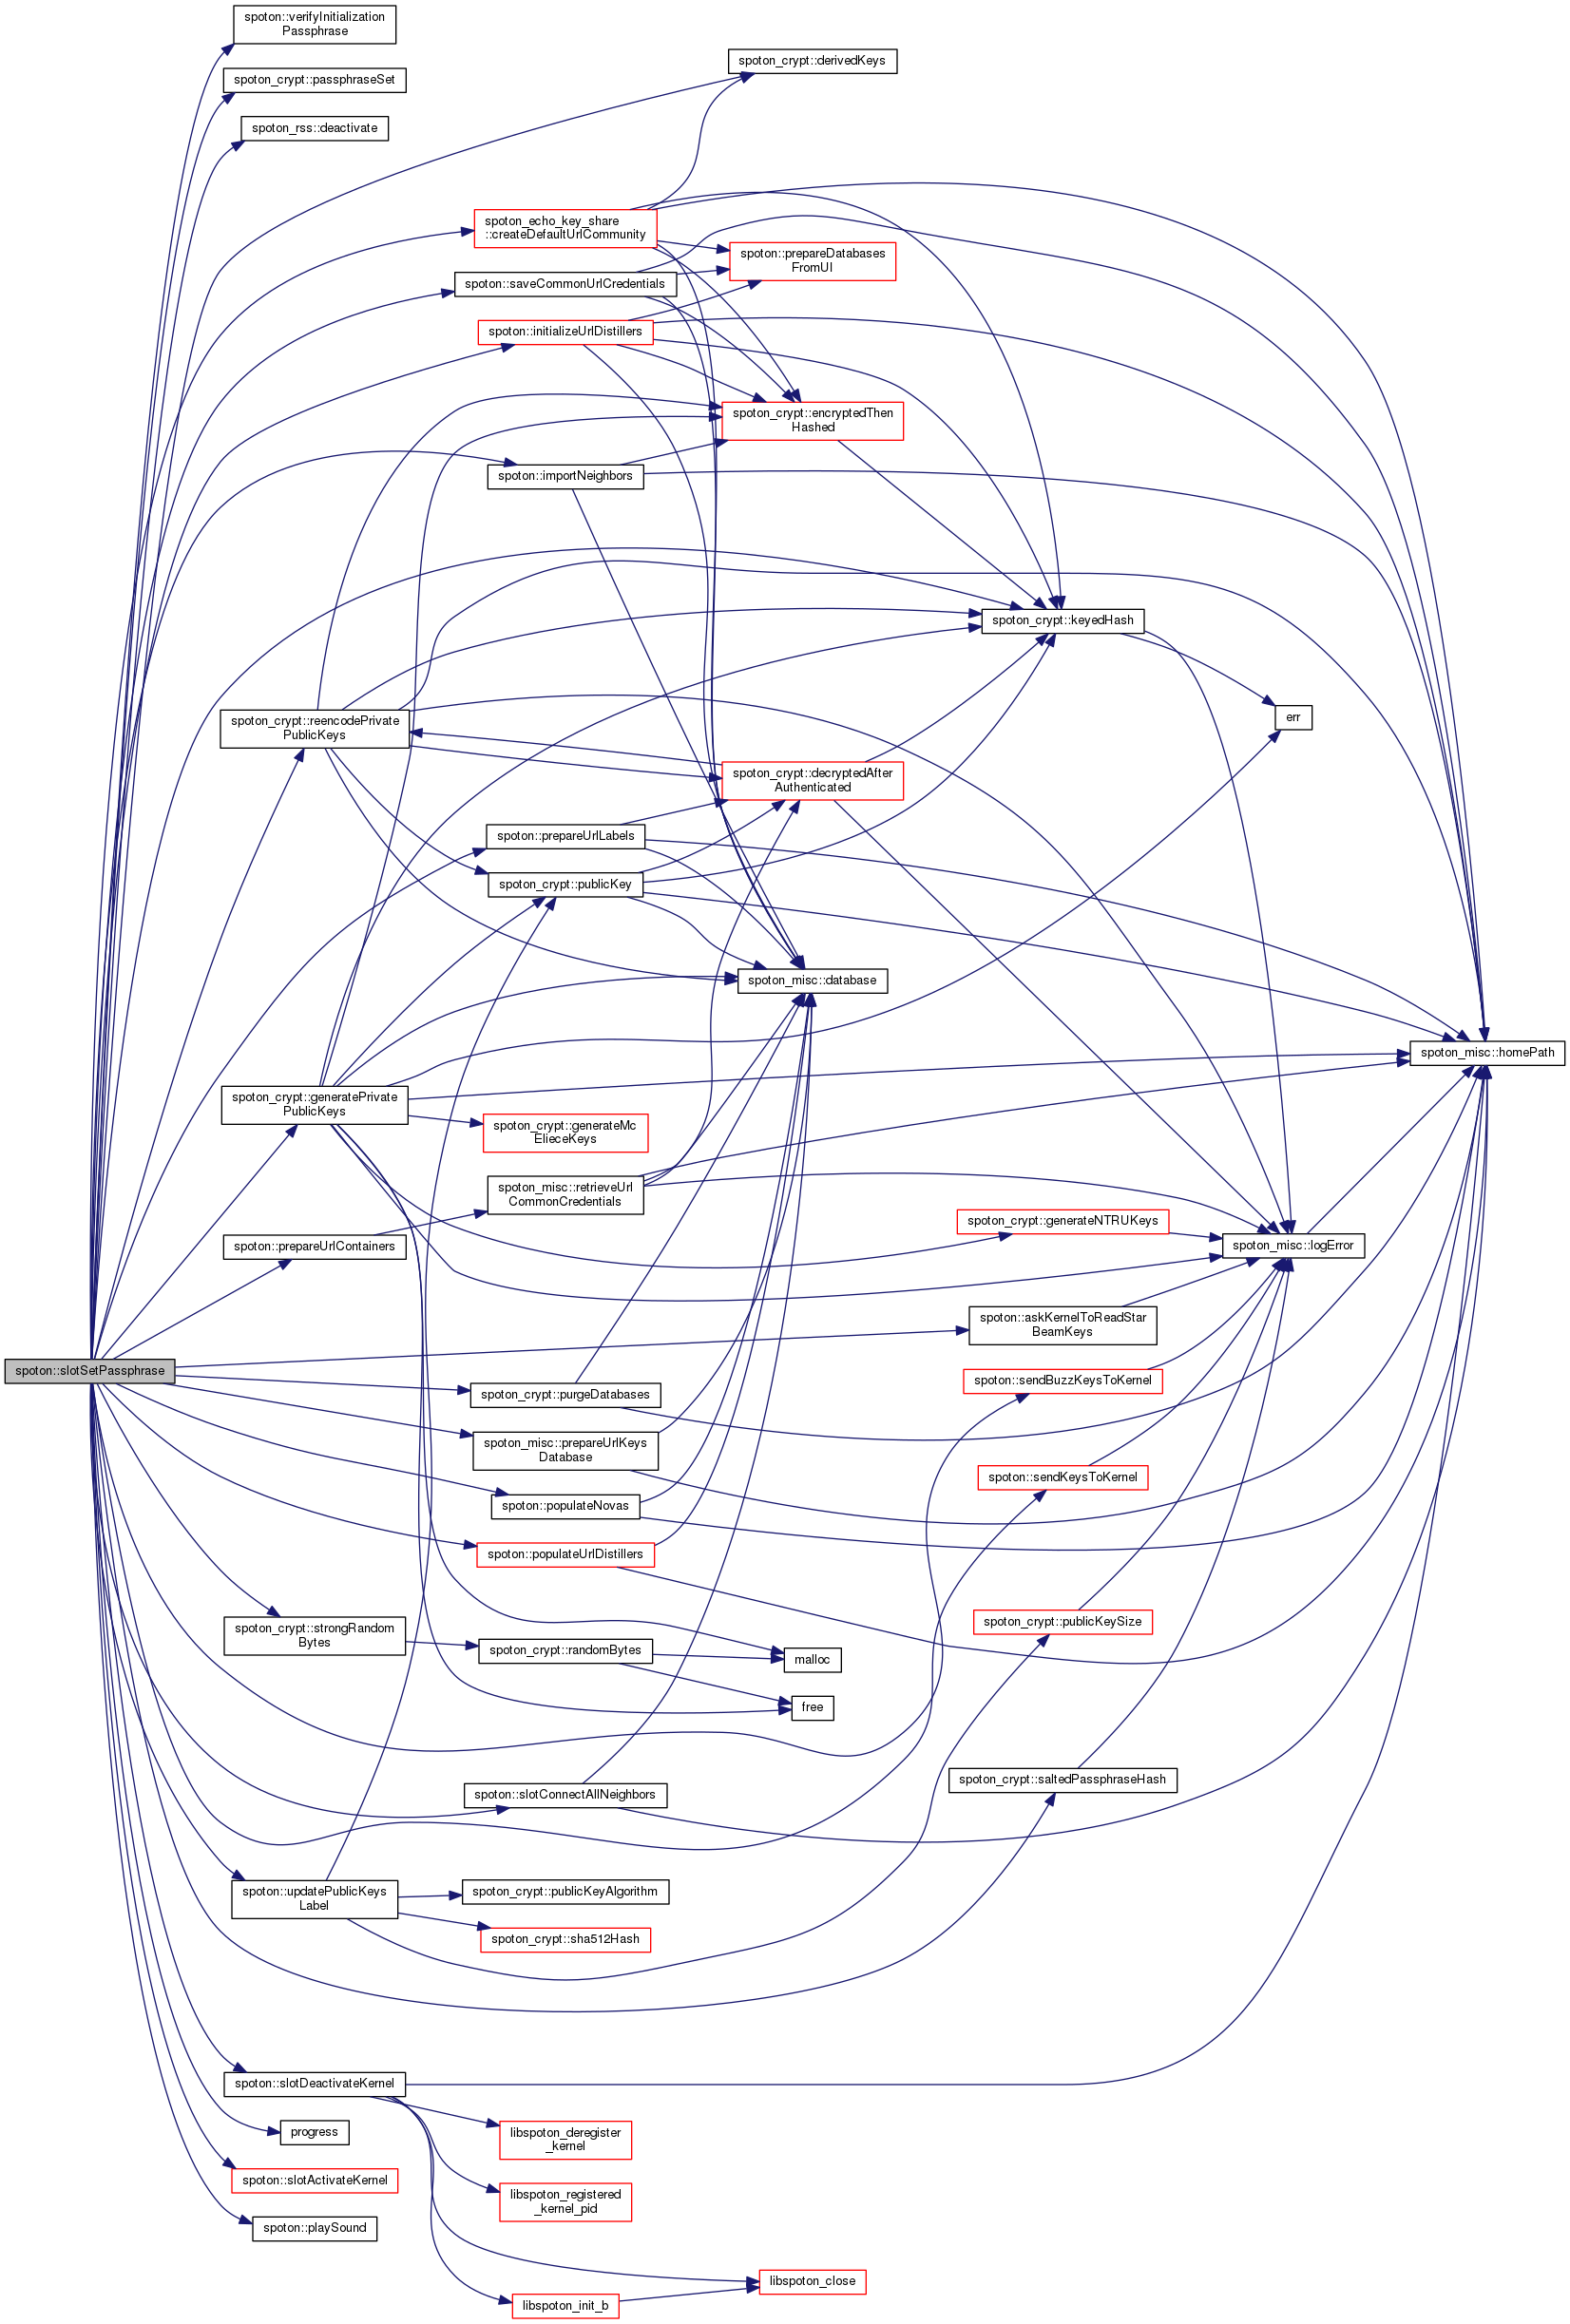 spoton::verifyInitialization
Passphrase
spoton_crypt::passphraseSet
spoton_rss::deactivate
spoton_crypt::derivedKeys
spoton_echo_key_share
::createDefaultUrlCommunity
spoton::prepareDatabases
FromUI
spoton::saveCommonUrlCredentials
spoton::initializeUrlDistillers
spoton_crypt::encryptedThen
Hashed
spoton::importNeighbors
spoton_crypt::keyedHash
err
spoton_crypt::reencodePrivate
PublicKeys
spoton_crypt::decryptedAfter
Authenticated
spoton::prepareUrlLabels
spoton_crypt::publicKey
spoton_misc::database
spoton_misc::homePath
spoton_crypt::generatePrivate
PublicKeys
spoton_crypt::generateMc
ElieceKeys
spoton_misc::retrieveUrl
CommonCredentials
spoton_crypt::generateNTRUKeys
spoton::prepareUrlContainers
spoton_misc::logError
spoton::askKernelToReadStar
BeamKeys
spoton::slotSetPassphrase
spoton::sendBuzzKeysToKernel
spoton_crypt::purgeDatabases
spoton_misc::prepareUrlKeys
Database
spoton::sendKeysToKernel
spoton::populateNovas
spoton::populateUrlDistillers
spoton_crypt::publicKeySize
spoton_crypt::strongRandom
Bytes
spoton_crypt::randomBytes
malloc
free
spoton_crypt::saltedPassphraseHash
spoton::slotConnectAllNeighbors
spoton::updatePublicKeys
Label
spoton_crypt::publicKeyAlgorithm
spoton_crypt::sha512Hash
spoton::slotDeactivateKernel
progress
libspoton_deregister
_kernel
spoton::slotActivateKernel
libspoton_registered
_kernel_pid
spoton::playSound
libspoton_close
libspoton_init_b